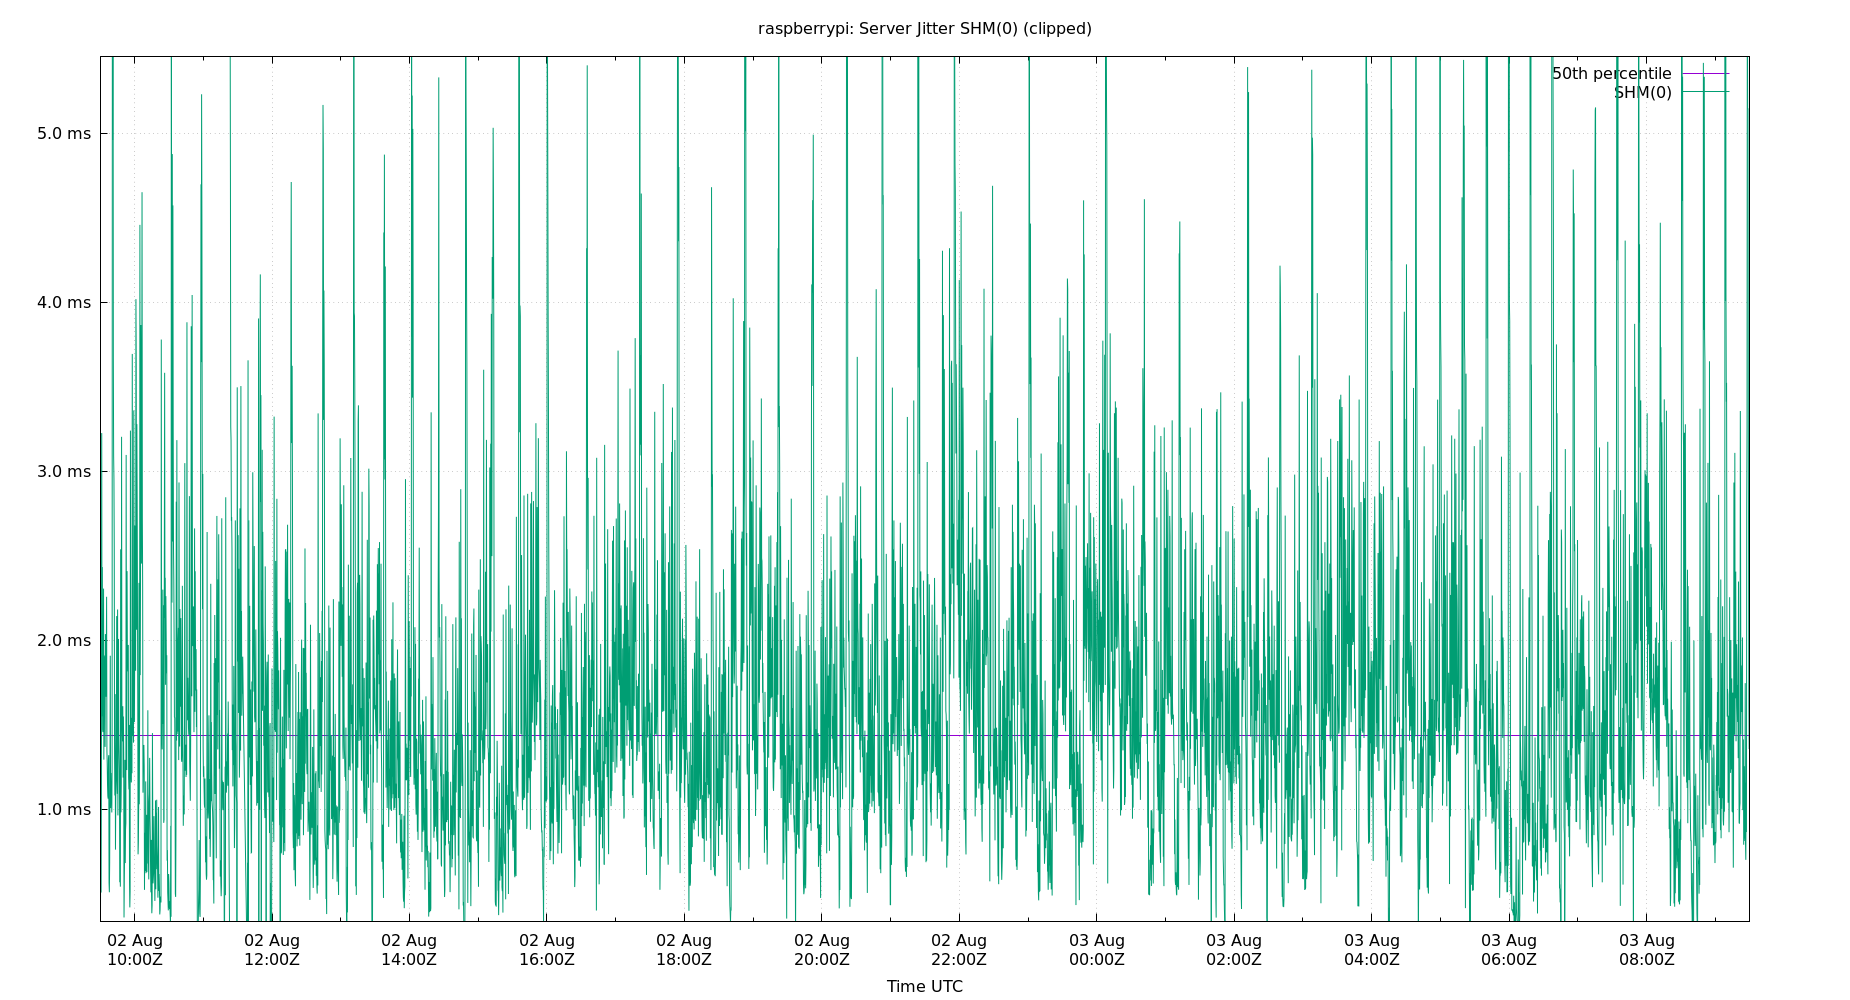 raspberrypi: Server Jitter SHM(0) (clipped)
50th percentile
SHM(0)
5.0 ms
4.0 ms
3.0 ms
2.0 ms
1.0 ms
02 Aug 02 Aug 02 Aug 02 Aug 02 Aug 02 Aug 02 Aug 03 Aug 03 Aug 03 Aug 03 Aug 03 Aug
10:00Z 12:00Z 14:00Z 16:00Z 18:00Z 20:00Z 22:00Z 00:00Z 02:00Z 04:00Z 06:00Z 08:00Z
Time UTC